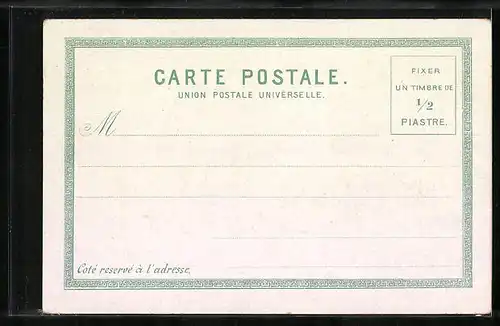 CARTE POSTALE.
UNION POSTALE UNIVERSELLE.
FIXER
UN TIMBRE DE
1/2
PIASTRE.
M
Coté reservé à l'adresse.